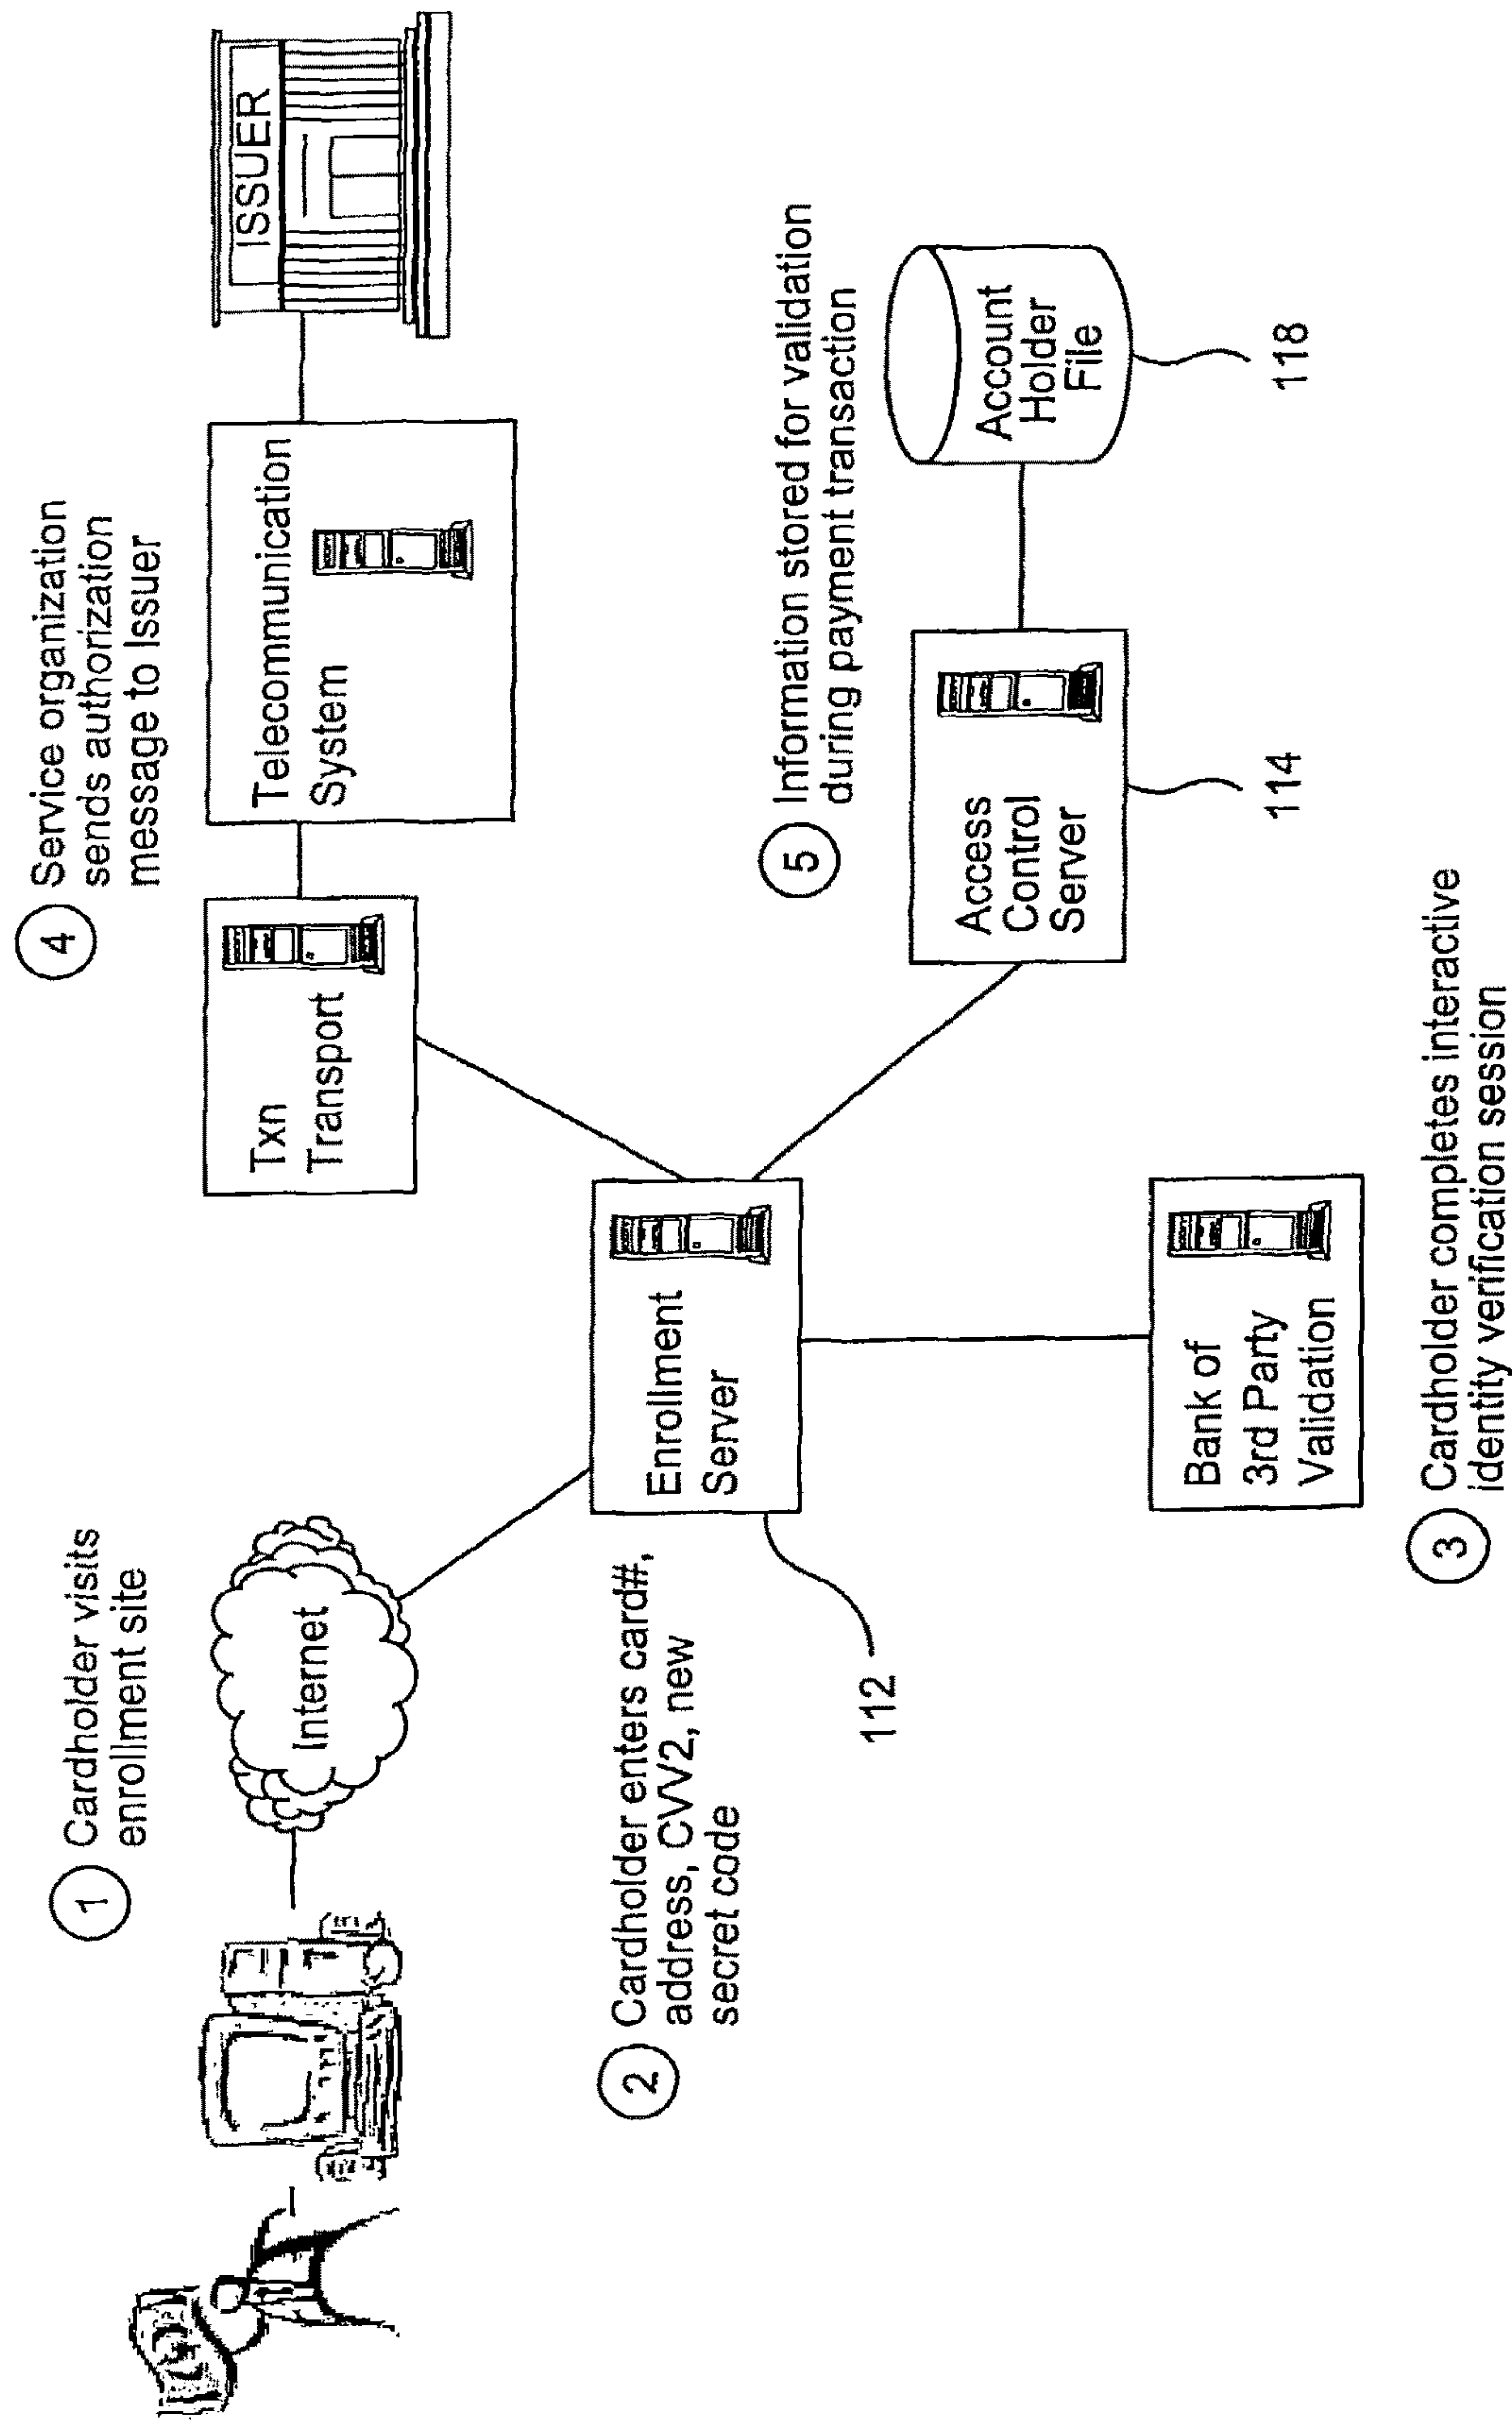 1
Cardholder visits
enrollment site
Internet
2
Cardholder enters card#,
address, CVV2, new
secret code
112
Enrollment
Server
Bank of
3rd Party
Validation
3
Cardholder completes interactive
identity verification session
4
Service organization
sends authorization
message to Issuer
Txn
Transport
Telecommunication
System
ISSUER
5
Information stored for validation
during payment transaction
Access
Control
Server
114
Account
Holder
File
118